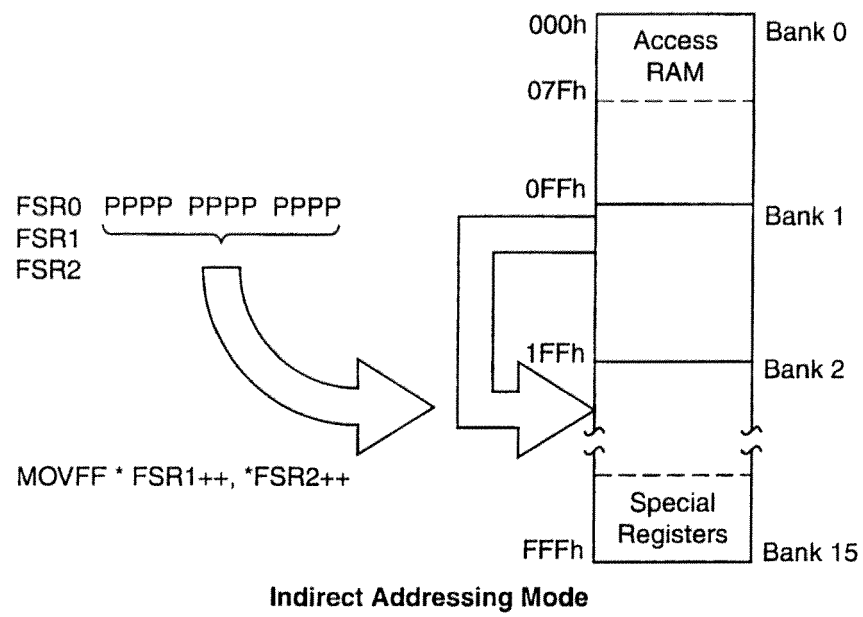 000h
Access
RAM
Bank 0
07Fh
0FFh
Bank 1
FSR0 PPPP PPPP PPPP
FSR1
FSR2
1FFh
Bank 2
MOVFF * FSR1++, *FSR2++
Special
Registers
FFFh
Bank 15
Indirect Addressing Mode